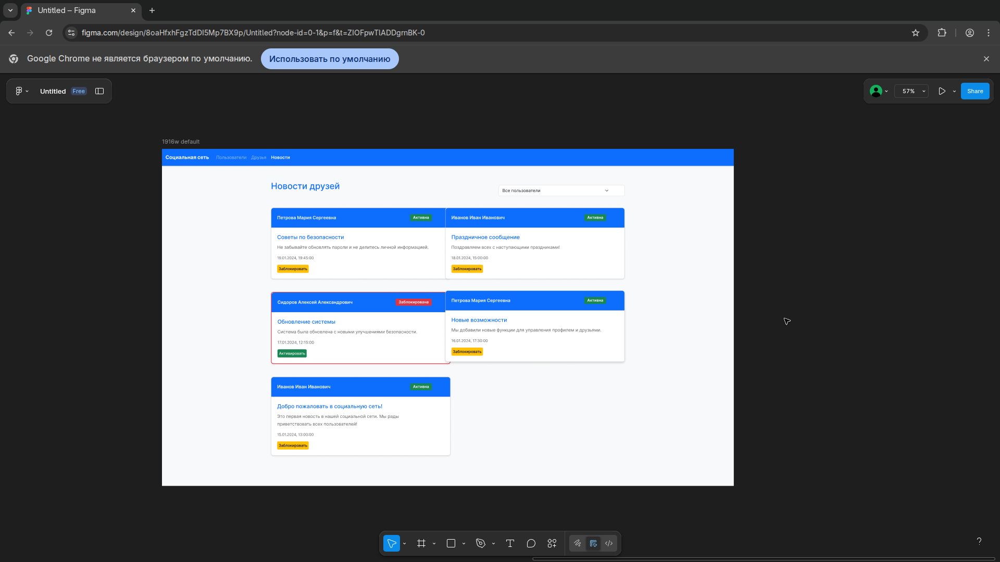 Untitled – Figma
figma.com/design/8oaHfxhFgzTdDI5Mp7BX9p/Untitled?node-id=0-1&p=f&t=ZIOFpwTlADDgrnBK-0
Google Chrome не является браузером по умолчанию.
Использовать по умолчанию
Untitled
Free
57%
Share
1916w default
Социальная сеть Пользователи Друзья Новости
Новости друзей
Все пользователи
Петрова Мария Сергеевна
Активна
Советы по безопасности
Не забывайте обновлять пароли и не делитесь личной информацией.
19.01.2024, 19:45:00
Заблокировать
Иванов Иван Иванович
Активна
Праздничное сообщение
Поздравляем всех с наступающими праздниками!
18.01.2024, 15:00:00
Заблокировать
Сидоров Алексей Александрович
Заблокирована
Обновление системы
Система была обновлена с новыми улучшениями безопасности.
17.01.2024, 12:15:00
Активировать
Петрова Мария Сергеевна
Активна
Новые возможности
Мы добавили новые функции для управления профилем и друзьями.
16.01.2024, 17:30:00
Заблокировать
Иванов Иван Иванович
Активна
Добро пожаловать в социальную сеть!
Это первая новость в нашей социальной сети. Мы рады
приветствовать всех пользователей!
15.01.2024, 13:00:00
Заблокировать